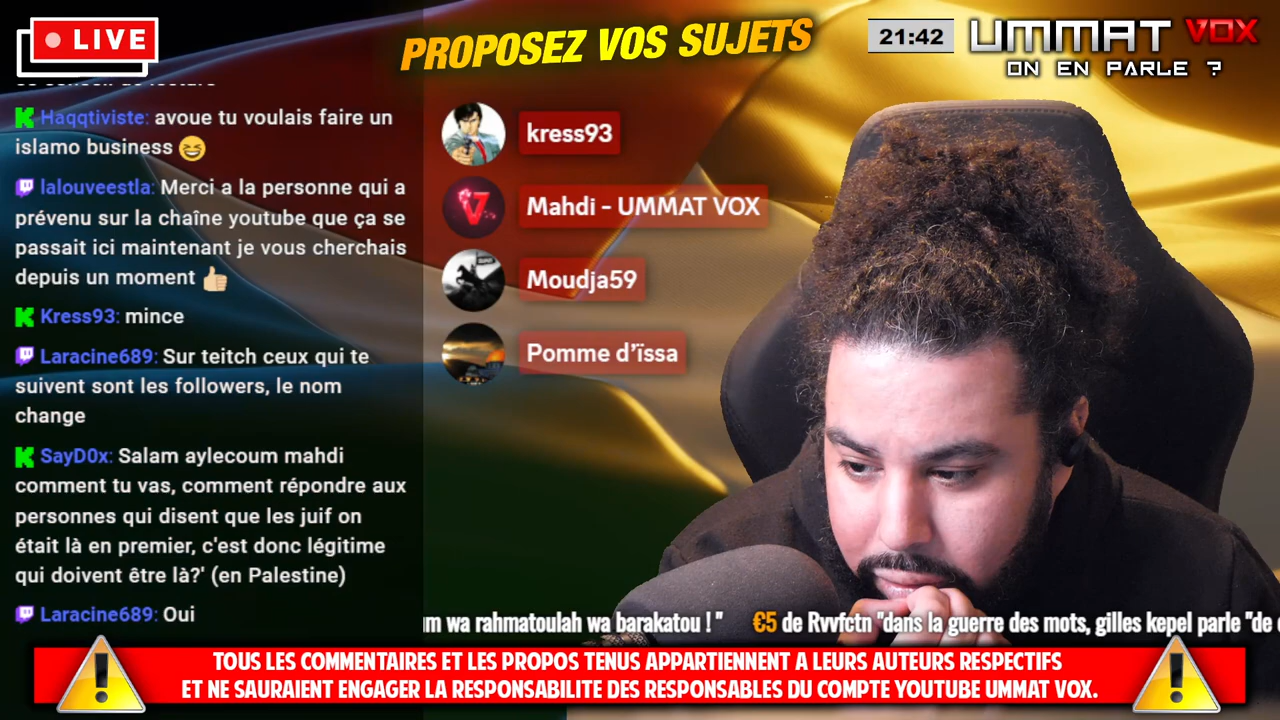 LIVE
PROPOSEZ VOS SUJETS
21:42
UMMAT VOX
ON EN PARLE ?
Haqqtiviste: avoue tu voulais faire un
islamo business
lalouveestla: Merci a la personne qui a
prévenu sur la chaîne youtube que ça se
passait ici maintenant je vous cherchais
depuis un moment
Kress93: mince
Laracine689: Sur teitch ceux qui te
suivent sont les followers, le nom
change
SayD0x: Salam aylecoum mahdi
comment tu vas, comment répondre aux
personnes qui disent que les juif on
était là en premier, c'est donc légitime
qui doivent être là?' (en Palestine)
Laracine689: Oui
kress93
Mahdi - UMMAT VOX
Moudja59
Pomme d'ïssa
wa rahmatoulah wa barakatou ! " €5 de Rvvfctn "dans la guerre des mots, gilles kepel parle "de
TOUS LES COMMENTAIRES ET LES PROPOS TENUS APPARTIENNENT A LEURS AUTEURS RESPECTIFS
ET NE SAURAIENT ENGAGER LA RESPONSABILITE DES RESPONSABLES DU COMPTE YOUTUBE UMMAT VOX.